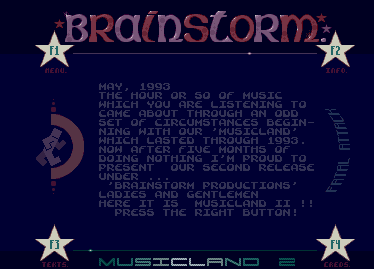 BRAINSTORM
F1
F2
MENU.
INFO.
MAY, 1993
THE HOUR OR SO OF MUSIC
WHICH YOU ARE LISTENING TO
CAME ABOUT THROUGH AN ODD
SET OF CIRCUMSTANCES BEGIN-
NING WITH OUR 'MUSICLAND'
WHICH LASTED THROUGH 1993.
NOW AFTER FIVE MONTHS OF
DOING NOTHING I'M PROUD TO
PRESENT OUR SECOND RELEASE
UNDER ...
'BRAINSTORM PRODUCTIONS'
LADIES AND GENTLEMEN
HERE IT IS MUSICLAND II !!
PRESS THE RIGHT BUTTON!
FATAL ATTACK
F3
F4
TEXTS.
CREDS.
MUSICLAND 2